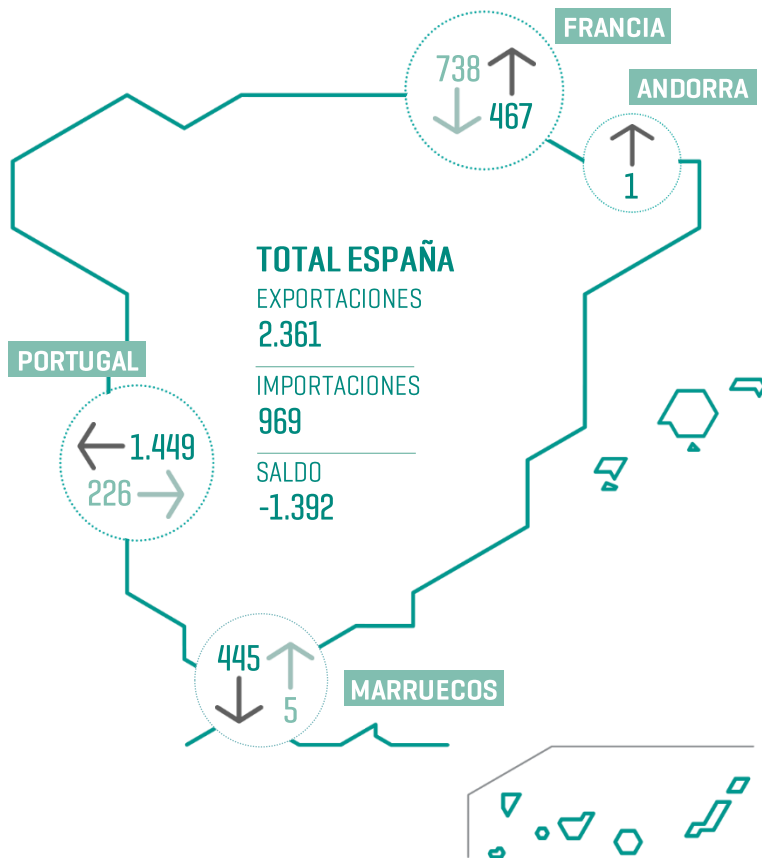 FRANCIA
738
467
ANDORRA
1
TOTAL ESPAÑA
EXPORTACIONES
2.361
IMPORTACIONES
969
SALDO
-1.392
PORTUGAL
1.449
226
445
5
MARRUECOS